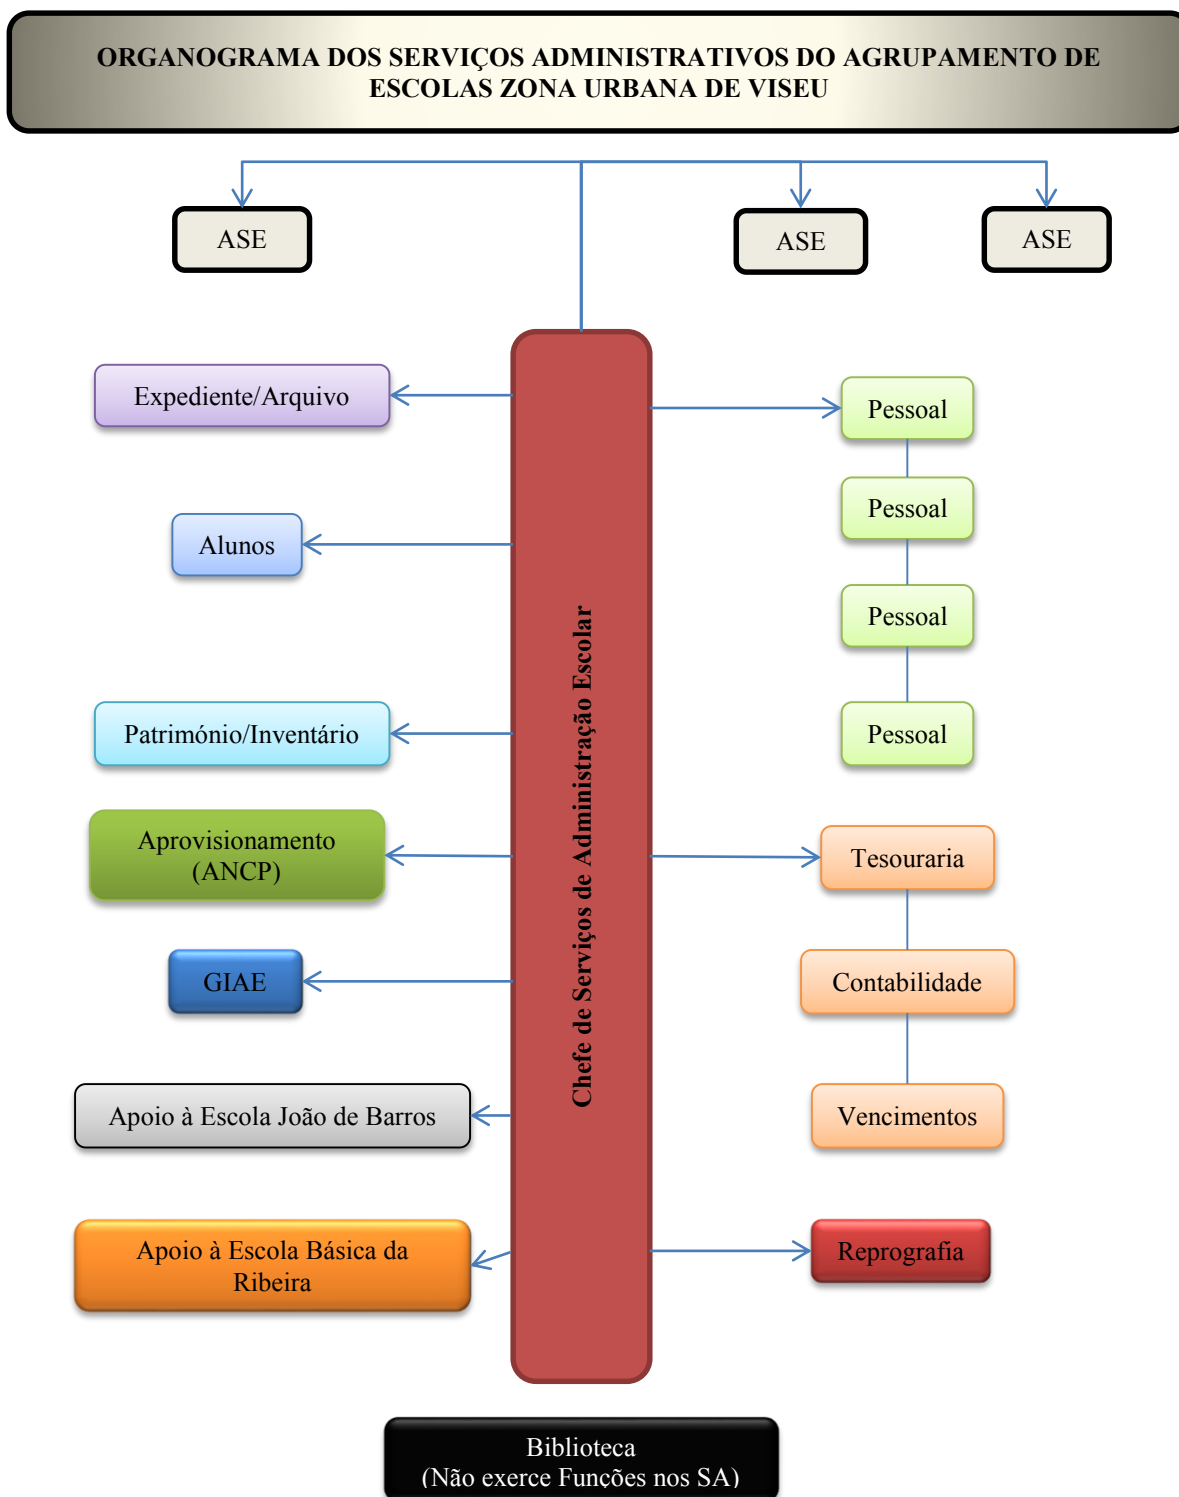 ORGANOGRAMA DOS SERVIÇOS ADMINISTRATIVOS DO AGRUPAMENTO DE
ESCOLAS ZONA URBANA DE VISEU
ASE
ASE
ASE
Expediente/Arquivo
Alunos
Património/Inventário
Aprovisionamento
(ANCP)
GIAE
Apoio à Escola João de Barros
Apoio à Escola Básica da
Ribeira
Chefe de Serviços de Administração Escolar
Pessoal
Pessoal
Pessoal
Pessoal
Tesouraria
Contabilidade
Vencimentos
Reprografia
Biblioteca
(Não exerce Funções nos SA)